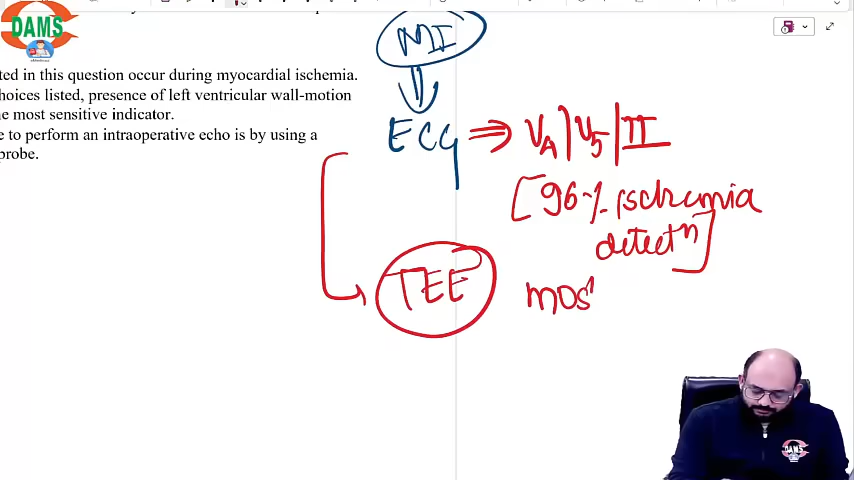 DAMS
ted in this question occur during myocardial ischemia.
hoices listed, presence of left ventricular wall-motion
he most sensitive indicator.
e to perform an intraoperative echo is by using a
probe.
MI
ECG ⇒ V4 | V5 | II
[96% ischemia
detectⁿ]
TEE mos
DAMS